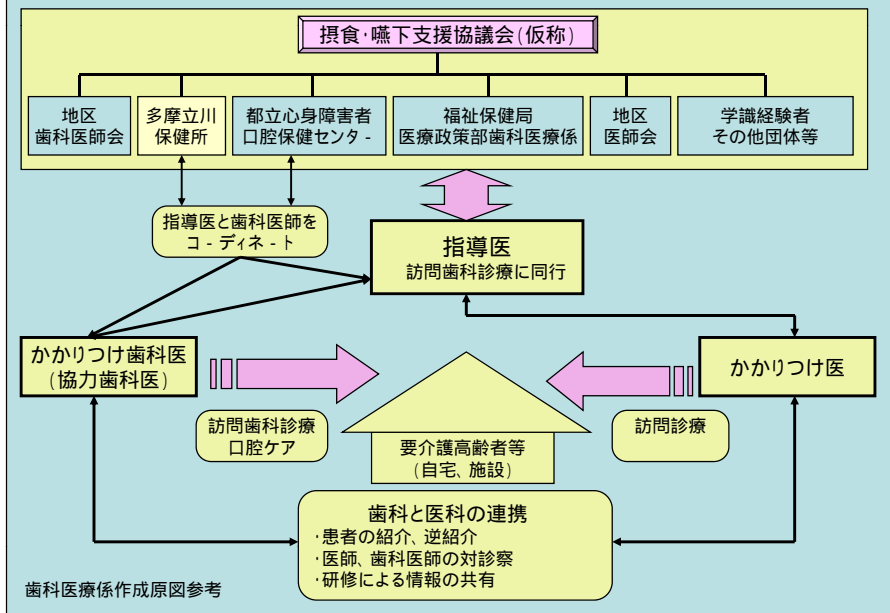 摂食・嚥下支援協議会(仮称)
地区
歯科医師会
多摩立川
保健所
都立心身障害者
口腔保健センタ-
福祉保健局
医療政策部歯科医療係
地区
医師会
学識経験者
その他団体等
指導医と歯科医師を
コ-ディネ-ト
指導医
訪問歯科診療に同行
かかりつけ歯科医
(協力歯科医)
かかりつけ医
訪問歯科診療
口腔ケア
要介護高齢者等
(自宅、施設)
訪問診療
歯科と医科の連携
・患者の紹介、逆紹介
・医師、歯科医師の対診察
・研修による情報の共有
歯科医療係作成原図参考